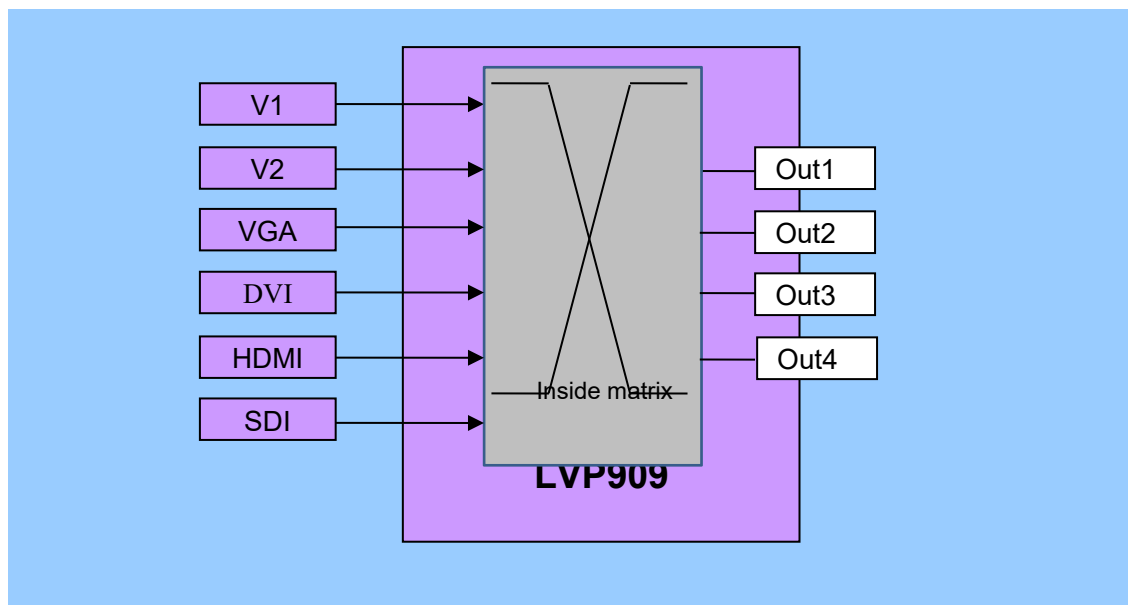 V1
V2
VGA
DVI
HDMI
SDI
Inside matrix
LVP909
Out1
Out2
Out3
Out4